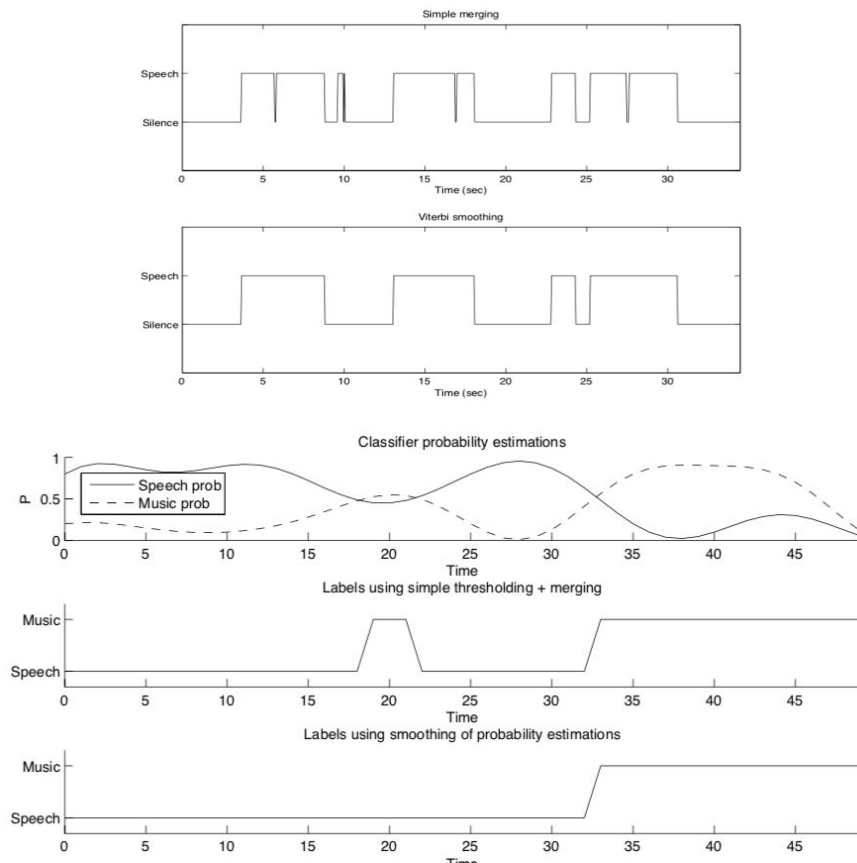 Simple merging
Speech
Silence
0 5 10 15 20 25 30
Time (sec)
Viterbi smoothing
Speech
Silence
0 5 10 15 20 25 30
Time (sec)
Classifier probability estimations
1
0.5
0
P
Speech prob
Music prob
0 5 10 15 20 25 30 35 40 45
Time
Labels using simple thresholding + merging
Music
Speech
0 5 10 15 20 25 30 35 40 45
Time
Labels using smoothing of probability estimations
Music
Speech
0 5 10 15 20 25 30 35 40 45
Time